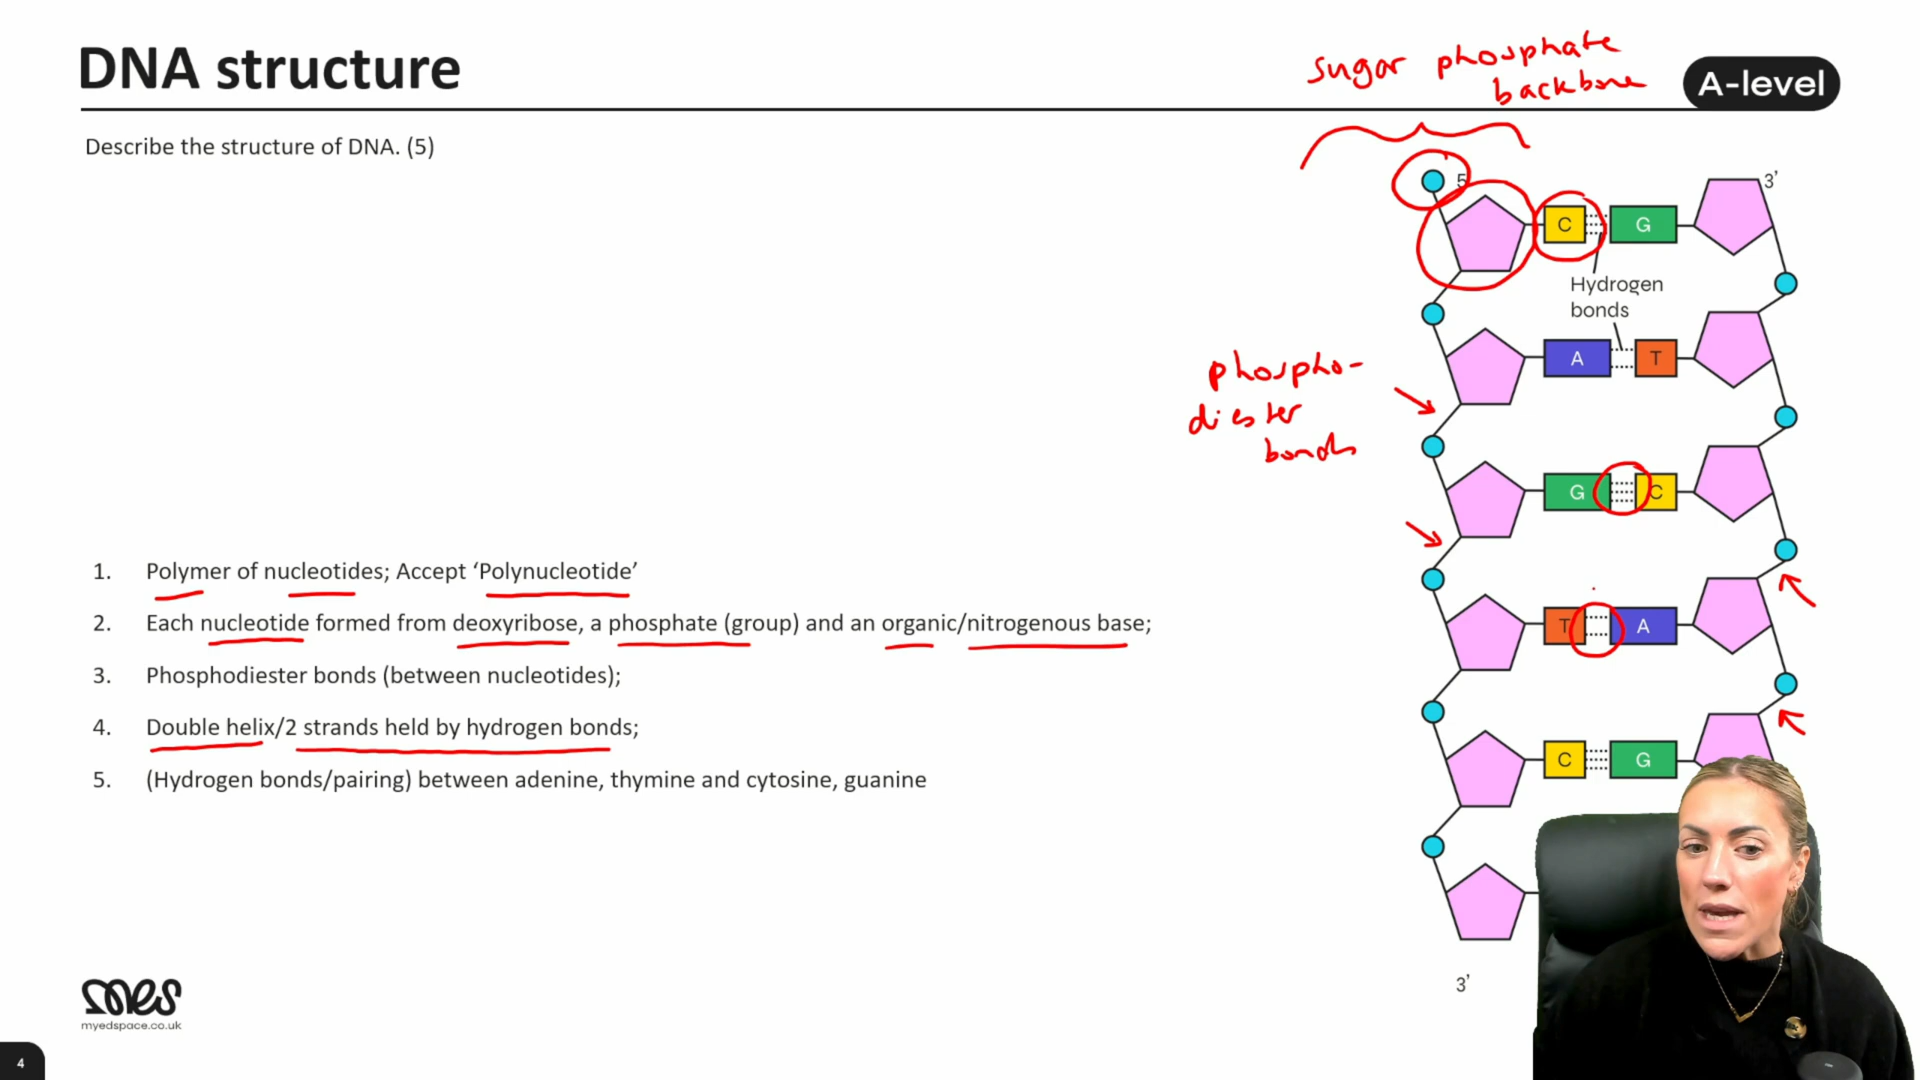 DNA structure
sugar phosphate
backbone
A-level
Describe the structure of DNA. (5)
5
3'
C
G
Hydrogen
bonds
A
T
phospho-
diester
bonds
G
C
T
A
C
G
1. Polymer of nucleotides; Accept ‘Polynucleotide’
2. Each nucleotide formed from deoxyribose, a phosphate (group) and an organic/nitrogenous base;
3. Phosphodiester bonds (between nucleotides);
4. Double helix/2 strands held by hydrogen bonds;
5. (Hydrogen bonds/pairing) between adenine, thymine and cytosine, guanine
3'
mes
myedspace.co.uk
4